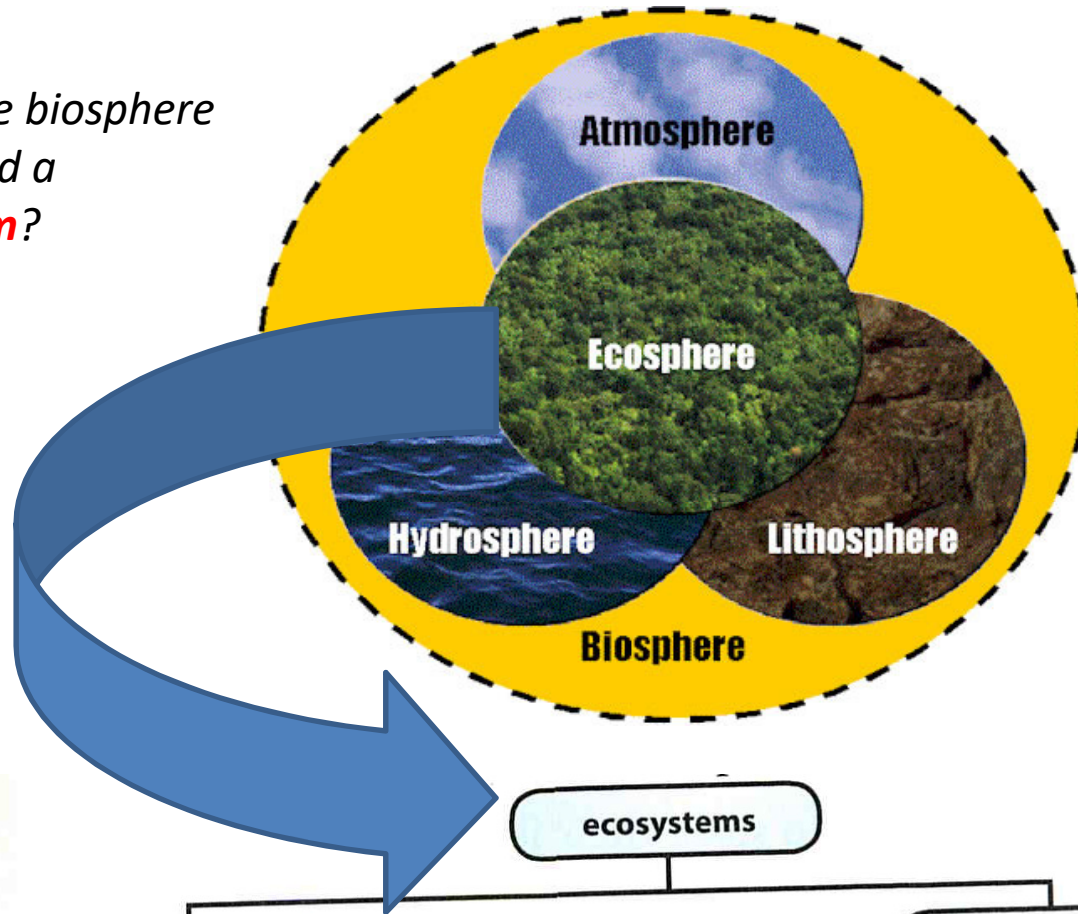 e biosphere
d a
m?
Atmosphere
Ecosphere
Hydrosphere
Lithosphere
Biosphere
ecosystems